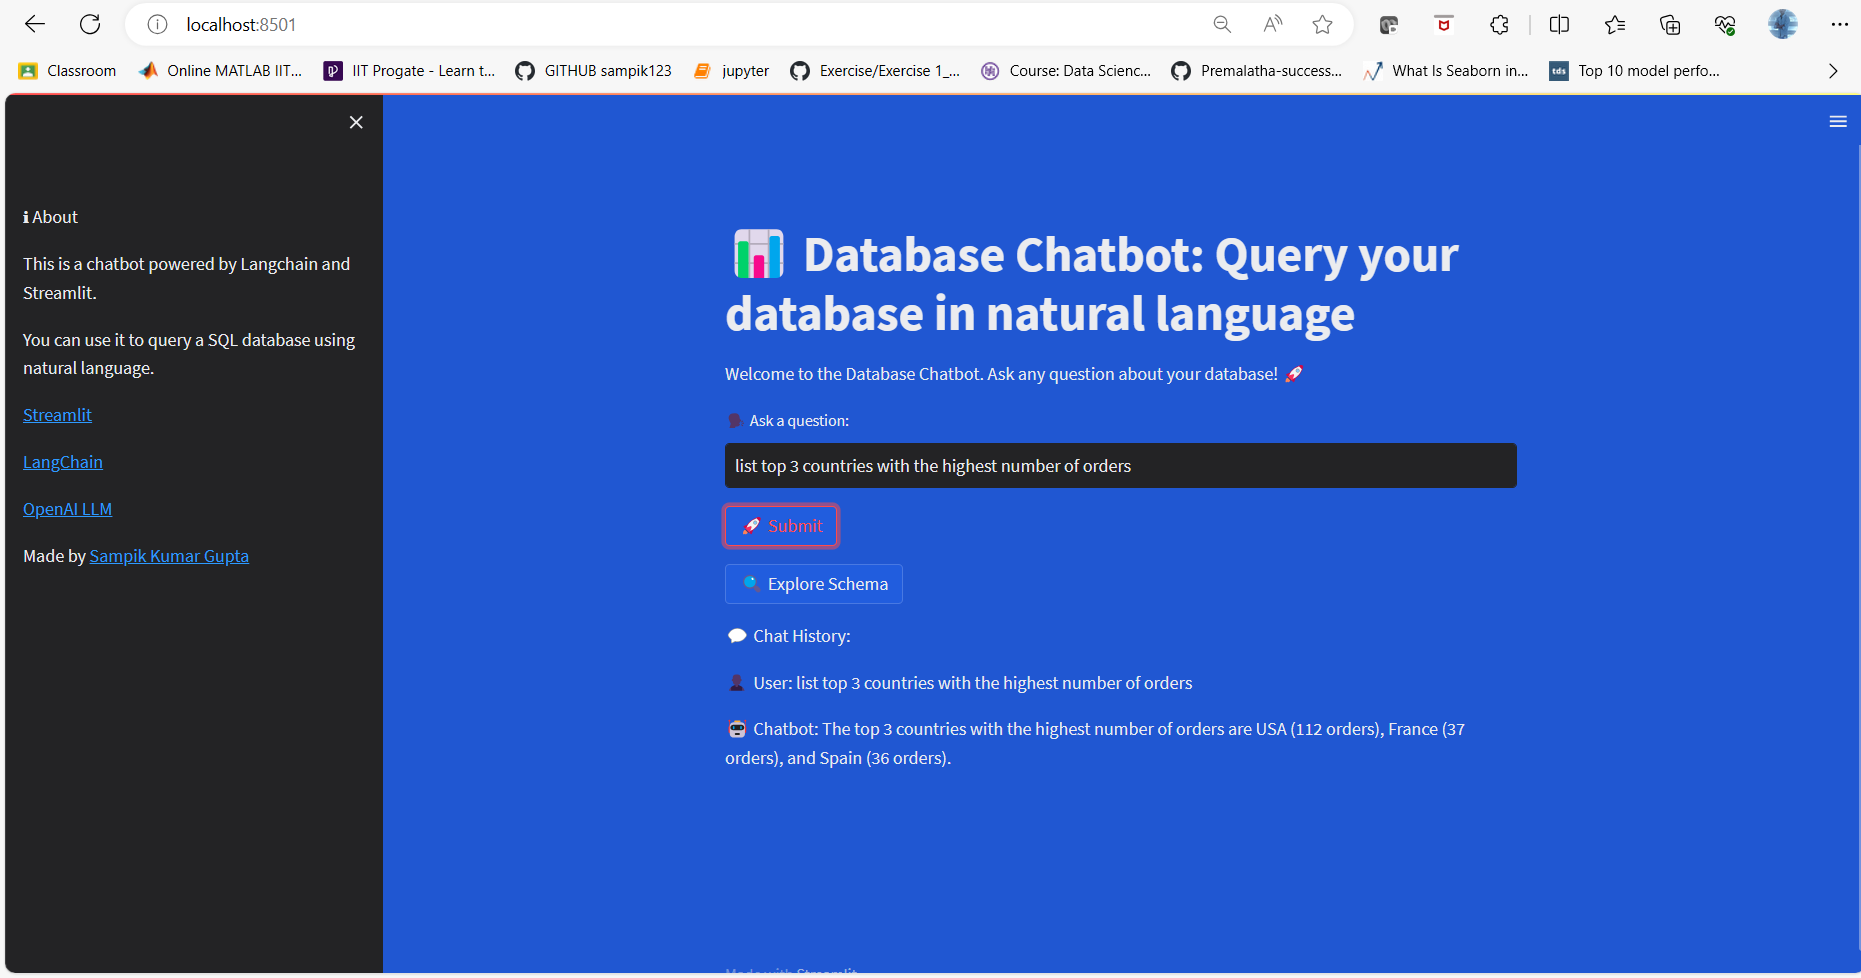 localhost:8501
Classroom
Online MATLAB IIT...
IIT Progate - Learn t...
GITHUB sampik123
jupyter
Exercise/Exercise 1_...
Course: Data Scienc...
Premalatha-success...
tds
What Is Seaborn in...
Top 10 model perfo...
About
This is a chatbot powered by Langchain and
Streamlit.
You can use it to query a SQL database using
natural language.
Streamlit
LangChain
OpenAI LLM
Made by Sampik Kumar Gupta
Database Chatbot: Query your
database in natural language
Welcome to the Database Chatbot. Ask any question about your database!
Ask a question:
list top 3 countries with the highest number of orders
Submit
Explore Schema
Chat History:
User: list top 3 countries with the highest number of orders
Chatbot: The top 3 countries with the highest number of orders are USA (112 orders), France (37
orders), and Spain (36 orders).
Made with Streamlit